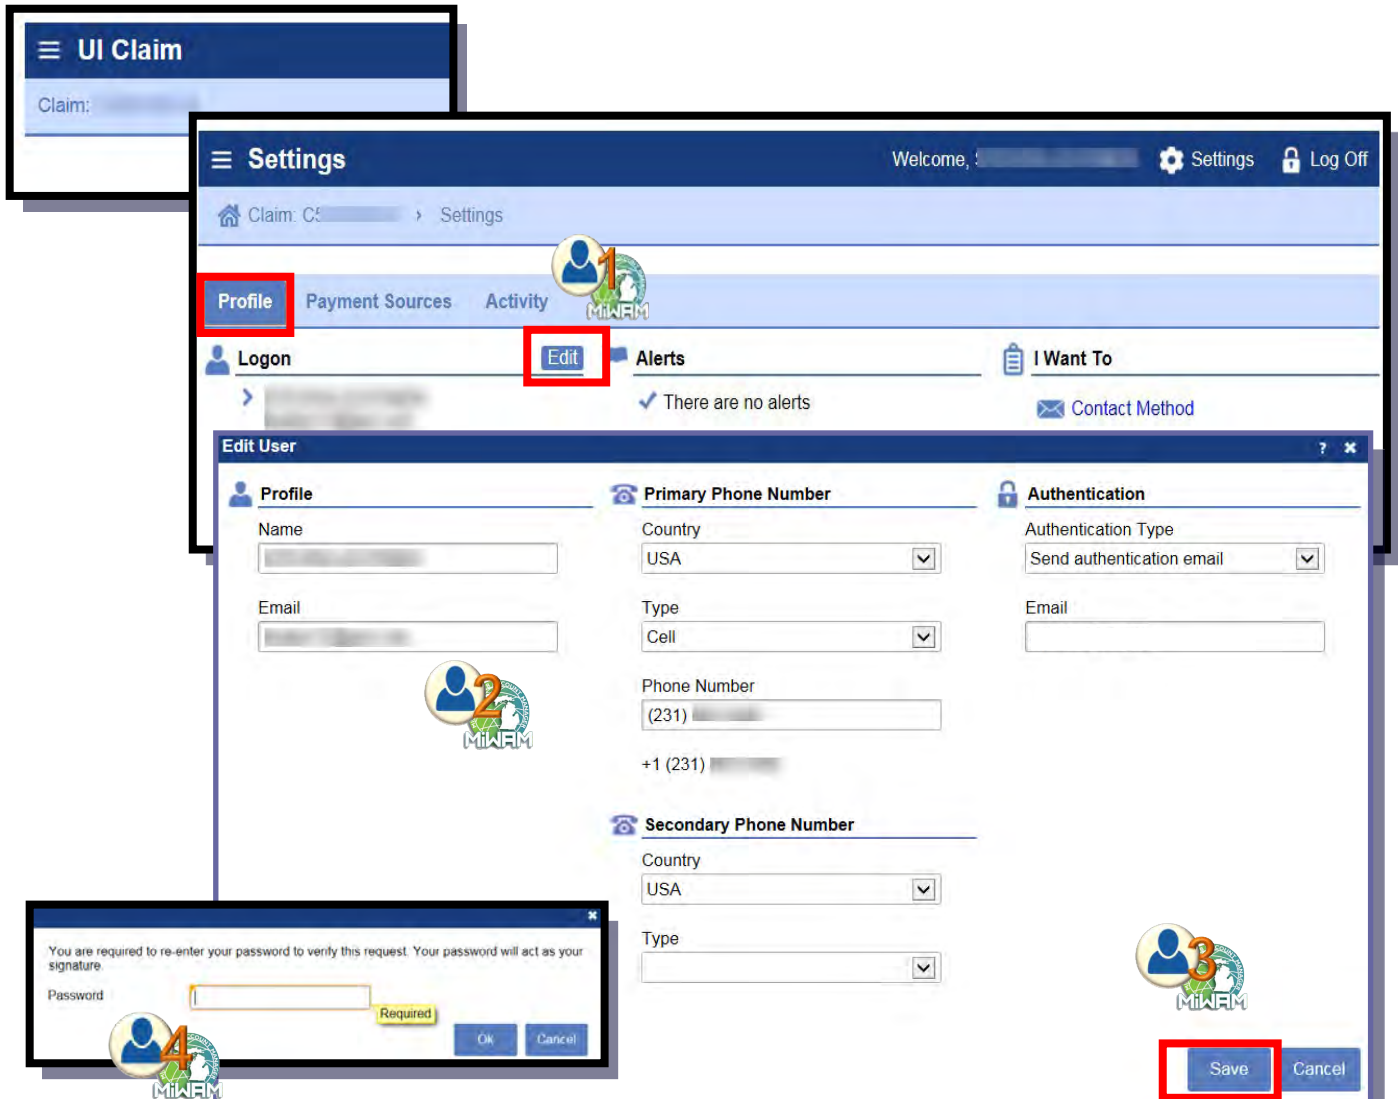 UI Claim
Claim:
Settings
Welcome,
Settings
Log Off
Claim: C5
Settings
1
MiWAM
Profile
Payment Sources
Activity
Logon
Edit
Alerts
I Want To
There are no alerts
Contact Method
Edit User
? ×
Profile
Primary Phone Number
Authentication
Name
Country
Authentication Type
USA
Send authentication email
Email
Type
Email
Cell
2
MiWAM
Phone Number
(231)
+1 (231)
Secondary Phone Number
Country
USA
Type
You are required to re-enter your password to verify this request. Your password will act as your
signature.
Password
Required
Ok
Cancel
4
MiWAM
3
MiWAM
Save
Cancel